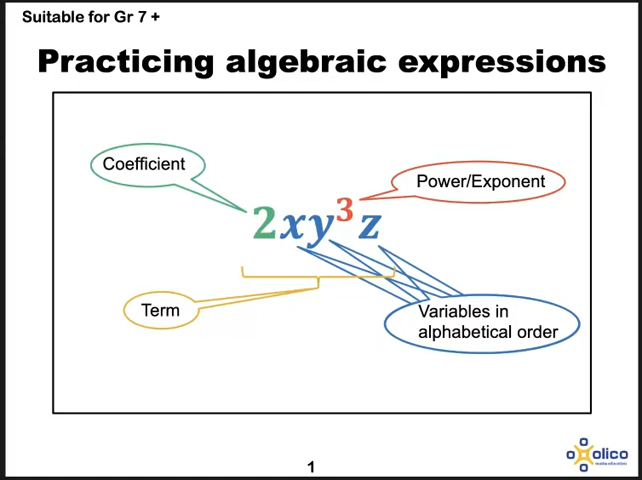 Suitable for Gr 7 +
Practicing algebraic expressions
Coefficient
Power/Exponent
2xy³z
Term
Variables in
alphabetical order
1
olico